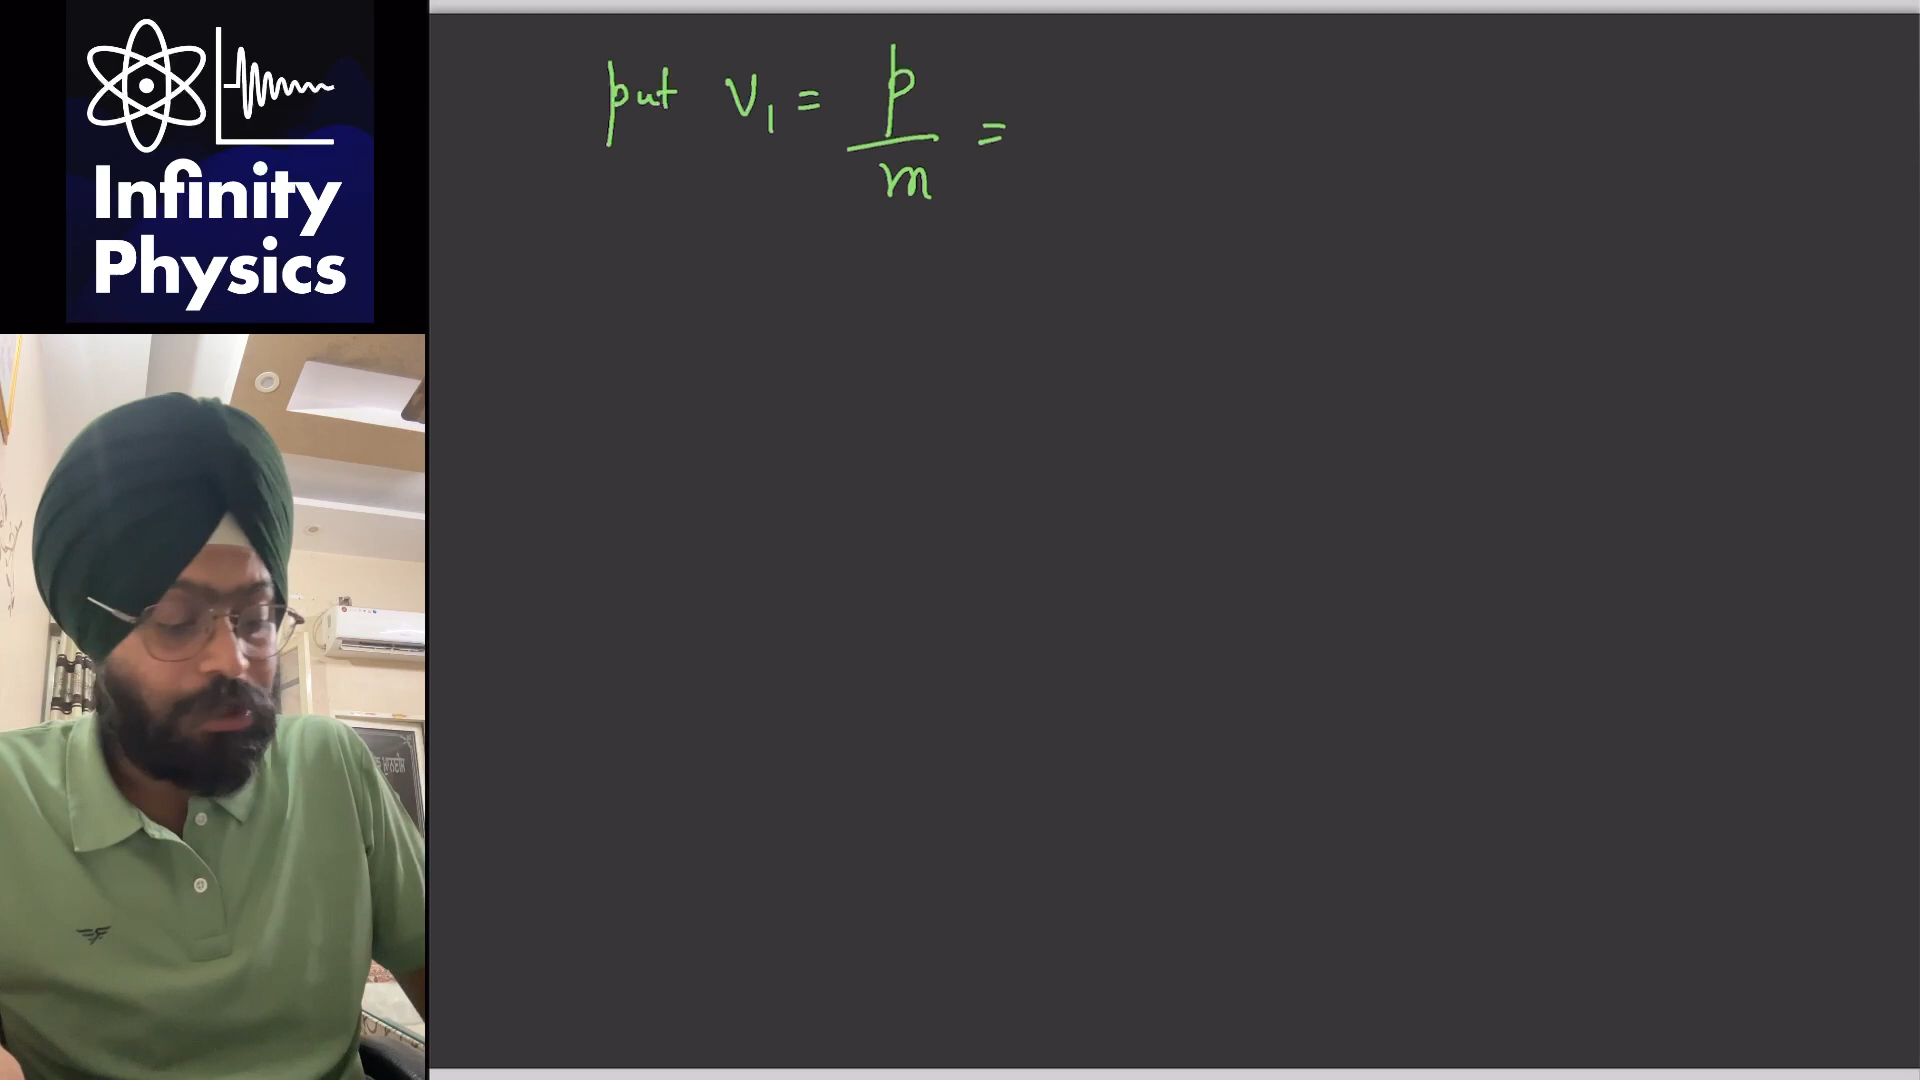 Infinity
Physics
put V₁ = p/m =